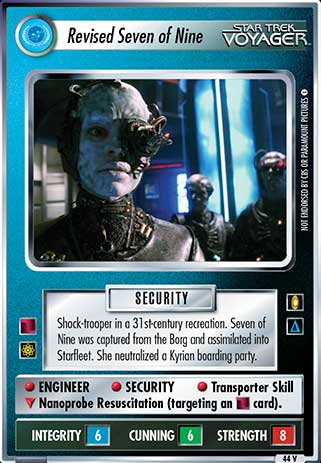 Revised Seven of Nine
STAR TREK
VOYAGER
NOT ENDORSED BY CBS OR PARAMOUNT PICTURES
SECURITY
Shock-trooper in a 31st-century recreation. Seven of
Nine was captured from the Borg and assimilated into
Starfleet. She neutralized a Kyrian boarding party.
ENGINEER SECURITY Transporter Skill
Nanoprobe Resuscitation (targeting an card).
INTEGRITY 6 CUNNING 6 STRENGTH 8
44 V